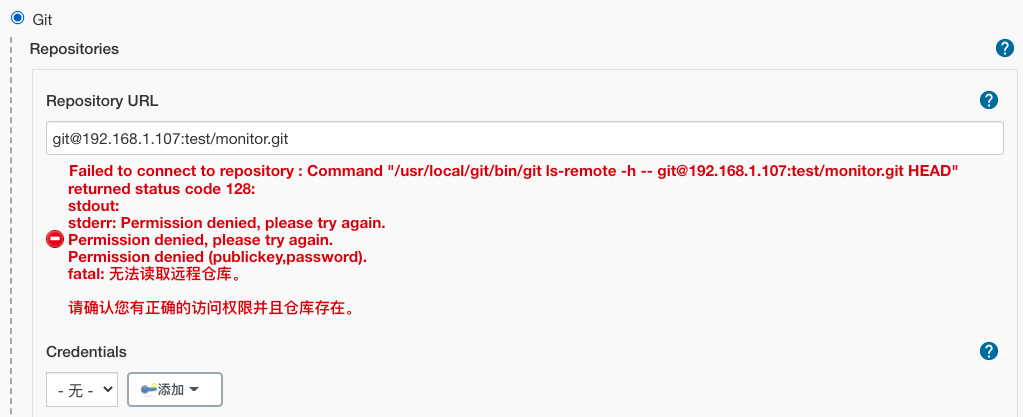 Git
Repositories
?
Repository URL
?
git@192.168.1.107:test/monitor.git
Failed to connect to repository : Command "/usr/local/git/bin/git ls-remote -h -- git@192.168.1.107:test/monitor.git HEAD"
returned status code 128:
stdout:
stderr: Permission denied, please try again.
Permission denied, please try again.
Permission denied (publickey,password).
fatal: 无法读取远程仓库。
请确认您有正确的访问权限并且仓库存在。
Credentials
?
- 无 -
添加